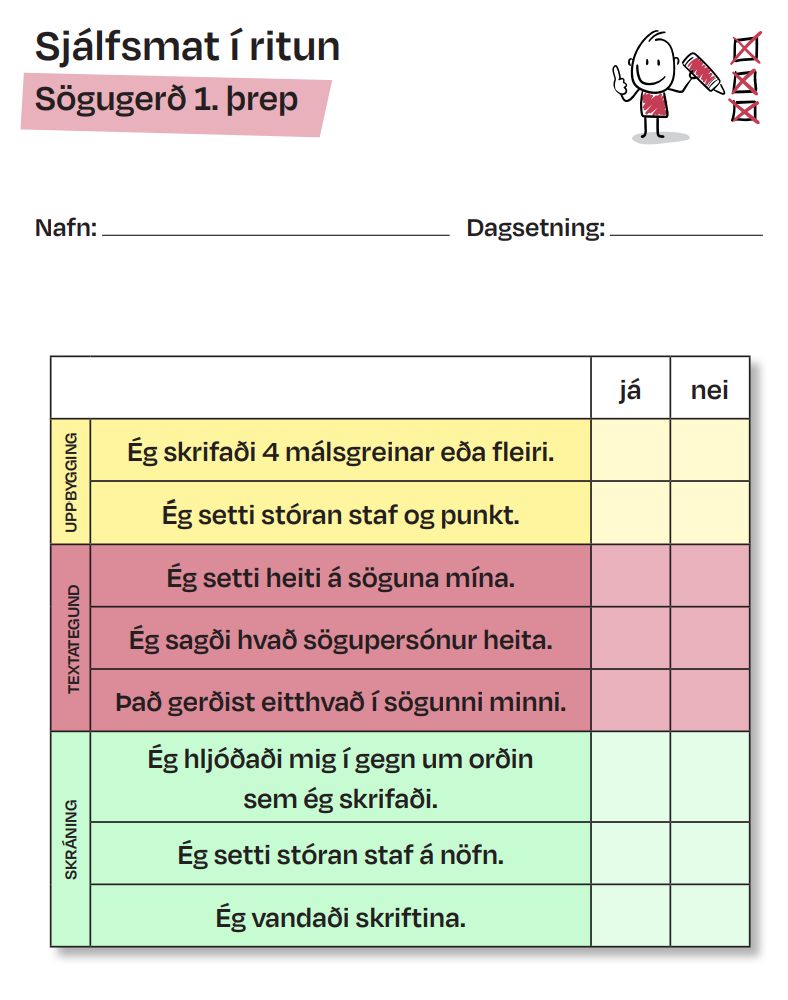 Sjálfsmat í ritun
Sögugerð 1. þrep
Nafn: Dagsetning:
já nei
UPPBYGGING
Ég skrifaði 4 málsgreinar eða fleiri.
Ég setti stóran staf og punkt.
TEXTATEGUND
Ég setti heiti á söguna mína.
Ég sagði hvað sögupersónur heita.
Það gerðist eitthvað í sögunni minni.
SKRÁNING
Ég hljóðaði mig í gegn um orðin
sem ég skrifaði.
Ég setti stóran staf á nöfn.
Ég vandaði skriftina.